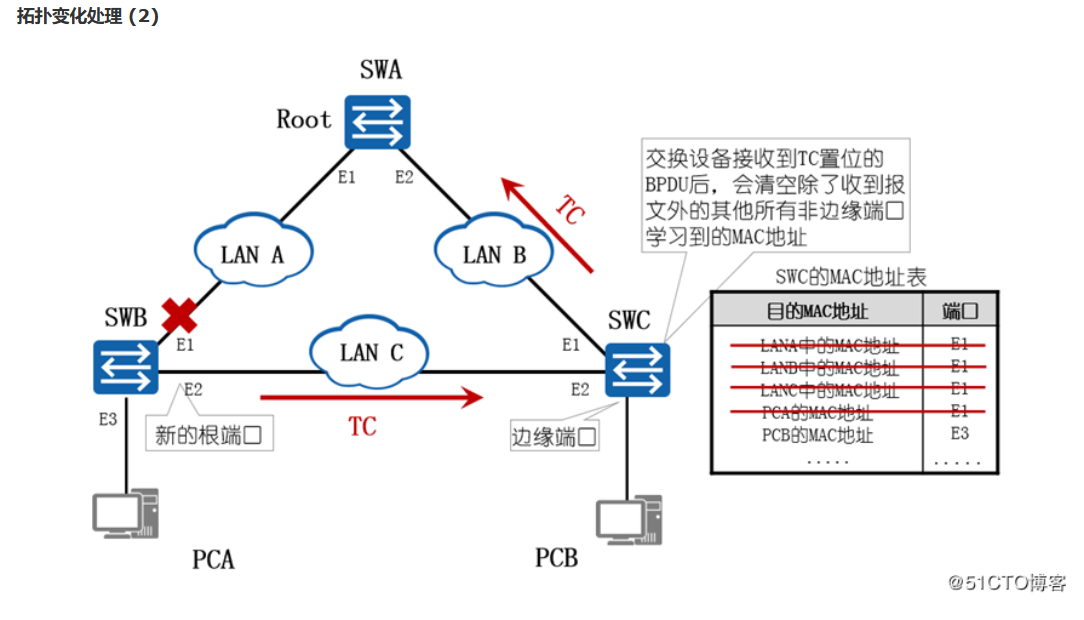 拓扑变化处理 (2)
SWA
Root
E1
E2
TC
交换设备接收到TC置位的
BPDU后，会清空除了收到报
文外的其他所有非边缘端口
学习到的MAC地址
LAN A
LAN B
SWC的MAC地址表
目的MAC地址 端口
LANA中的MAC地址 E1
LANB中的MAC地址 E1
LANC中的MAC地址 E1
PCA的MAC地址 E1
PCB的MAC地址 E3
..... .....
SWB
E1
LAN C
SWC
E1
E2
E2
E3
新的根端口
TC
边缘端口
PCA
PCB
@51CTO博客